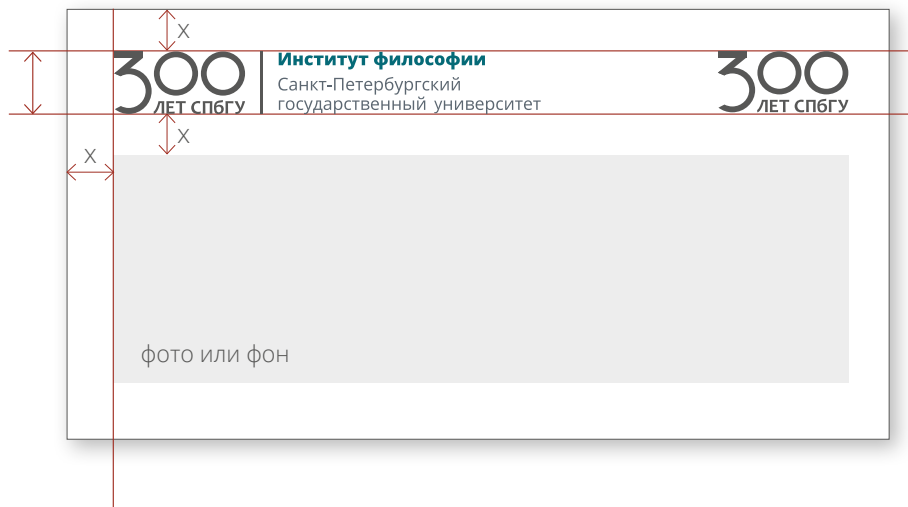 X
300
ЛЕТ СПбГУ
Институт философии
Санкт-Петербургский
государственный университет
300
ЛЕТ СПбГУ
X
X
фото или фон